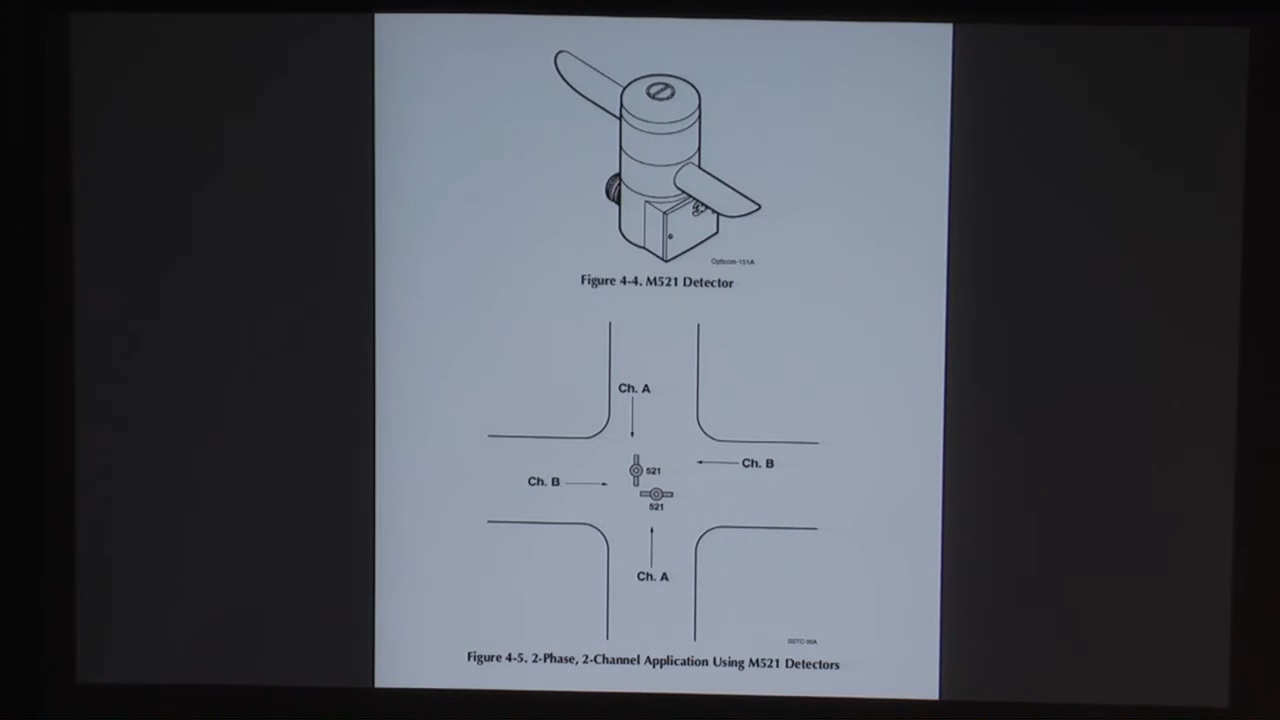 Opticom-151A
Figure 4-4. M521 Detector
Ch. A
521
Ch. B
Ch. B
521
Ch. A
Figure 4-5. 2-Phase, 2-Channel Application Using M521 Detectors